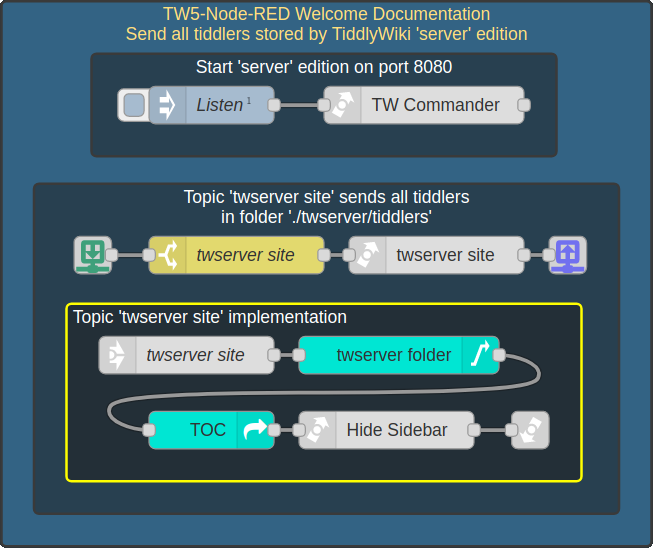 TW5-Node-RED Welcome Documentation
Send all tiddlers stored by TiddlyWiki 'server' edition
Start 'server' edition on port 8080
Listen ¹
TW Commander
Topic 'twserver site' sends all tiddlers
in folder './twserver/tiddlers'
twserver site
twserver site
Topic 'twserver site' implementation
twserver site
twserver folder
TOC
Hide Sidebar